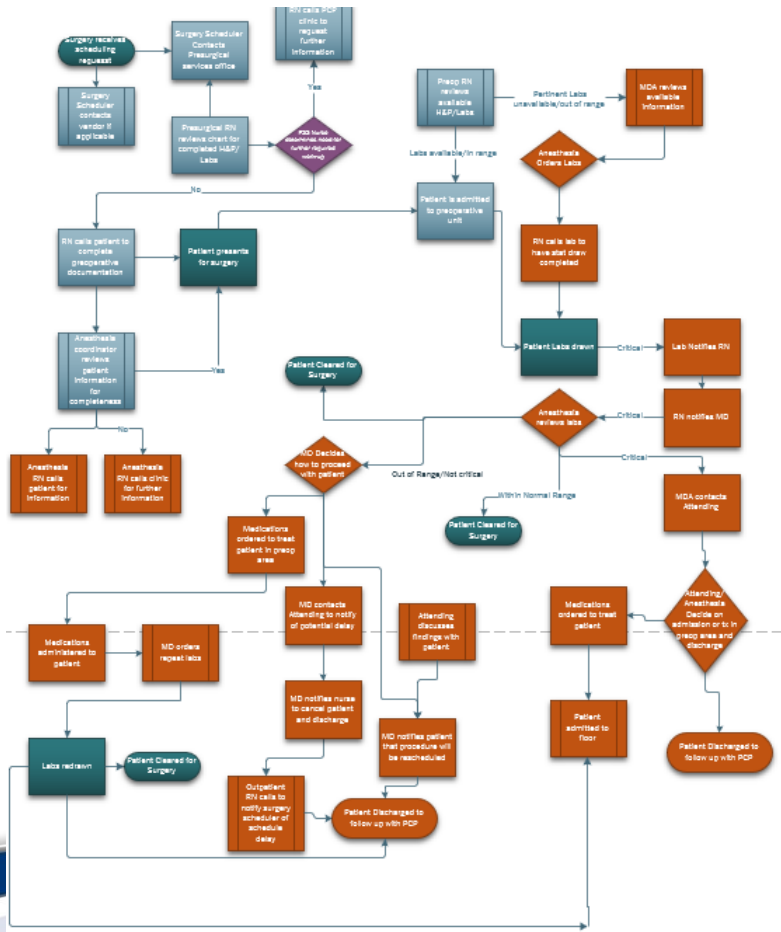 Surgery receives
scheduling
request
Surgery Scheduler
Contacts
Presurgical
services office
RN calls PCP
clinic to
request
further
information
Surgery
Scheduler
contacts
vendor if
applicable
Presurgical RN
reviews chart for
completed H&P/
Labs
Yes
further required
No
Preop RN
reviews
available
H&P/Labs
Pertinent Labs
unavailable/out of range
MDA reviews
available
information
Labs available/in range
Anesthesia
Orders Labs
Patient is admitted
to preoperative
unit
RN calls patient to
complete
preoperative
documentation
Patient presents
for surgery
RN calls lab to
have stat draw
completed
Anesthesia
coordinator
reviews
patient
information
for
completeness
Yes
No
Patient Labs drawn
Critical
Lab Notifies RN
Patient Cleared for
Surgery
Anesthesia
reviews labs
Critical
RN notifies MD
Anesthesia
RN calls
patient for
information
Anesthesia
RN calls clinic
for further
information
MD Decides
how to proceed
with patient
Out of Range/Not critical
Critical
Within Normal Range
MDA contacts
Attending
Patient Cleared for
Surgery
Medications
ordered to treat
patient in preop
area
MD contacts
Attending to notify
of potential delay
Attending
discusses
findings with
patient
Medications
ordered to treat
patient
Attending/
Anesthesia
Decide on
admission or tx in
preop area and
discharge
Medications
administered to
patient
MD orders
repeat labs
MD notifies nurse
to cancel patient
and discharge
MD notifies patient
that procedure will
be rescheduled
Patient
admitted to
floor
Patient Discharged to
follow up with PCP
Labs redrawn
Patient Cleared for
Surgery
Outpatient
RN calls to
notify surgery
scheduler of
schedule
delay
Patient Discharged to
follow up with PCP